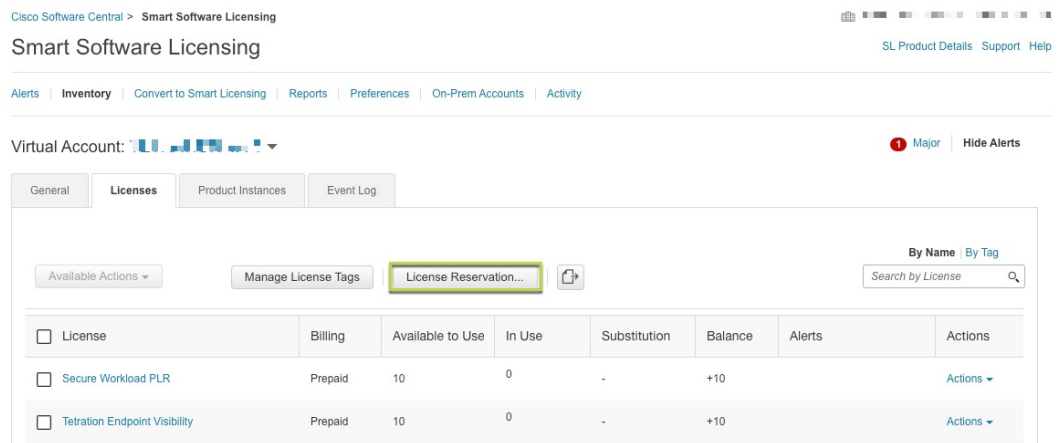 Cisco Software Central > Smart Software Licensing
Smart Software Licensing
SL Product Details Support Help
Alerts | Inventory | Convert to Smart Licensing | Reports | Preferences | On-Prem Accounts | Activity
Virtual Account:
1 Major | Hide Alerts
General Licenses Product Instances Event Log
By Name | By Tag
Available Actions Manage License Tags License Reservation... Search by License
License Billing Available to Use In Use Substitution Balance Alerts Actions
Secure Workload PLR Prepaid 10 0 - +10 Actions
Tetration Endpoint Visibility Prepaid 10 0 - +10 Actions